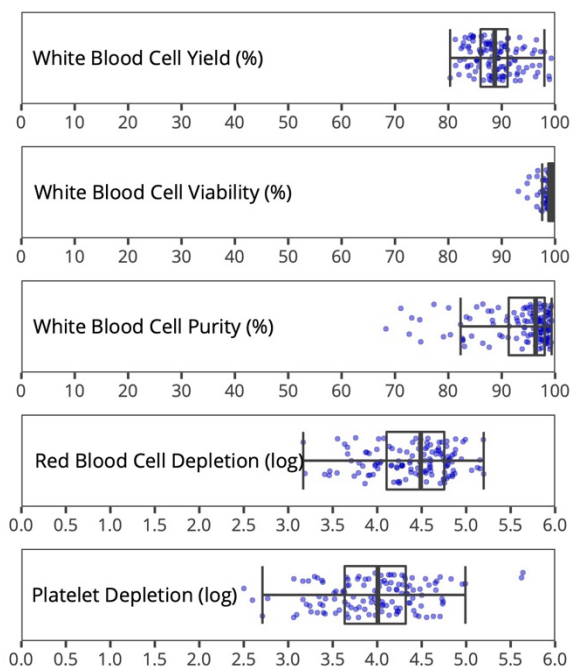 White Blood Cell Yield (%)
0 10 20 30 40 50 60 70 80 90 100
White Blood Cell Viability (%)
0 10 20 30 40 50 60 70 80 90 100
White Blood Cell Purity (%)
0 10 20 30 40 50 60 70 80 90 100
Red Blood Cell Depletion (log)
0.0 0.5 1.0 1.5 2.0 2.5 3.0 3.5 4.0 4.5 5.0 5.5 6.0
Platelet Depletion (log)
0.0 0.5 1.0 1.5 2.0 2.5 3.0 3.5 4.0 4.5 5.0 5.5 6.0